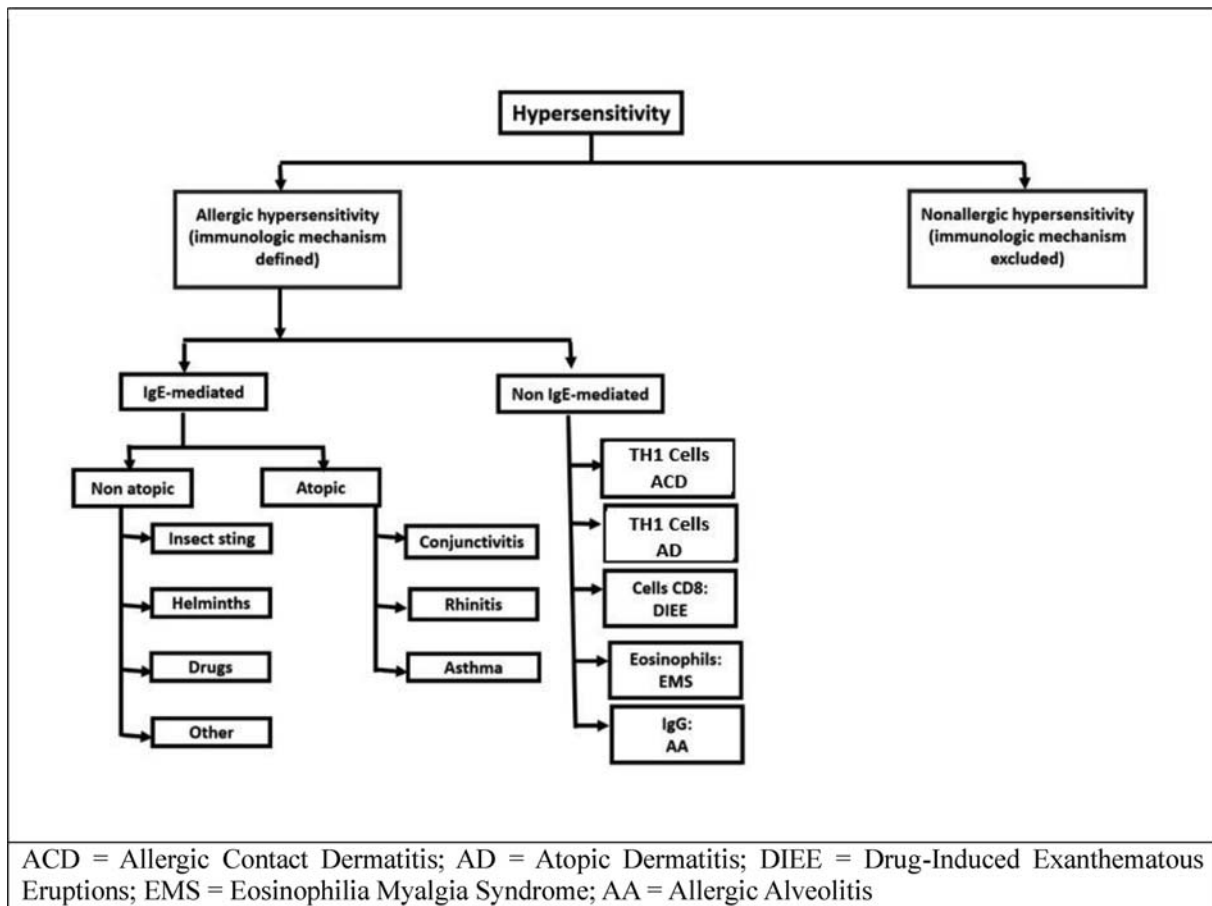 Hypersensitivity
Allergic hypersensitivity
(immunologic mechanism
defined)
Nonallergic hypersensitivity
(immunologic mechanism
excluded)
IgE-mediated
Non IgE-mediated
Non atopic
Atopic
Insect sting
Helminths
Drugs
Other
Conjunctivitis
Rhinitis
Asthma
TH1 Cells
ACD
TH1 Cells
AD
Cells CD8:
DIEE
Eosinophils:
EMS
IgG:
AA
ACD = Allergic Contact Dermatitis; AD = Atopic Dermatitis; DIEE = Drug-Induced Exanthematous
Eruptions; EMS = Eosinophilia Myalgia Syndrome; AA = Allergic Alveolitis